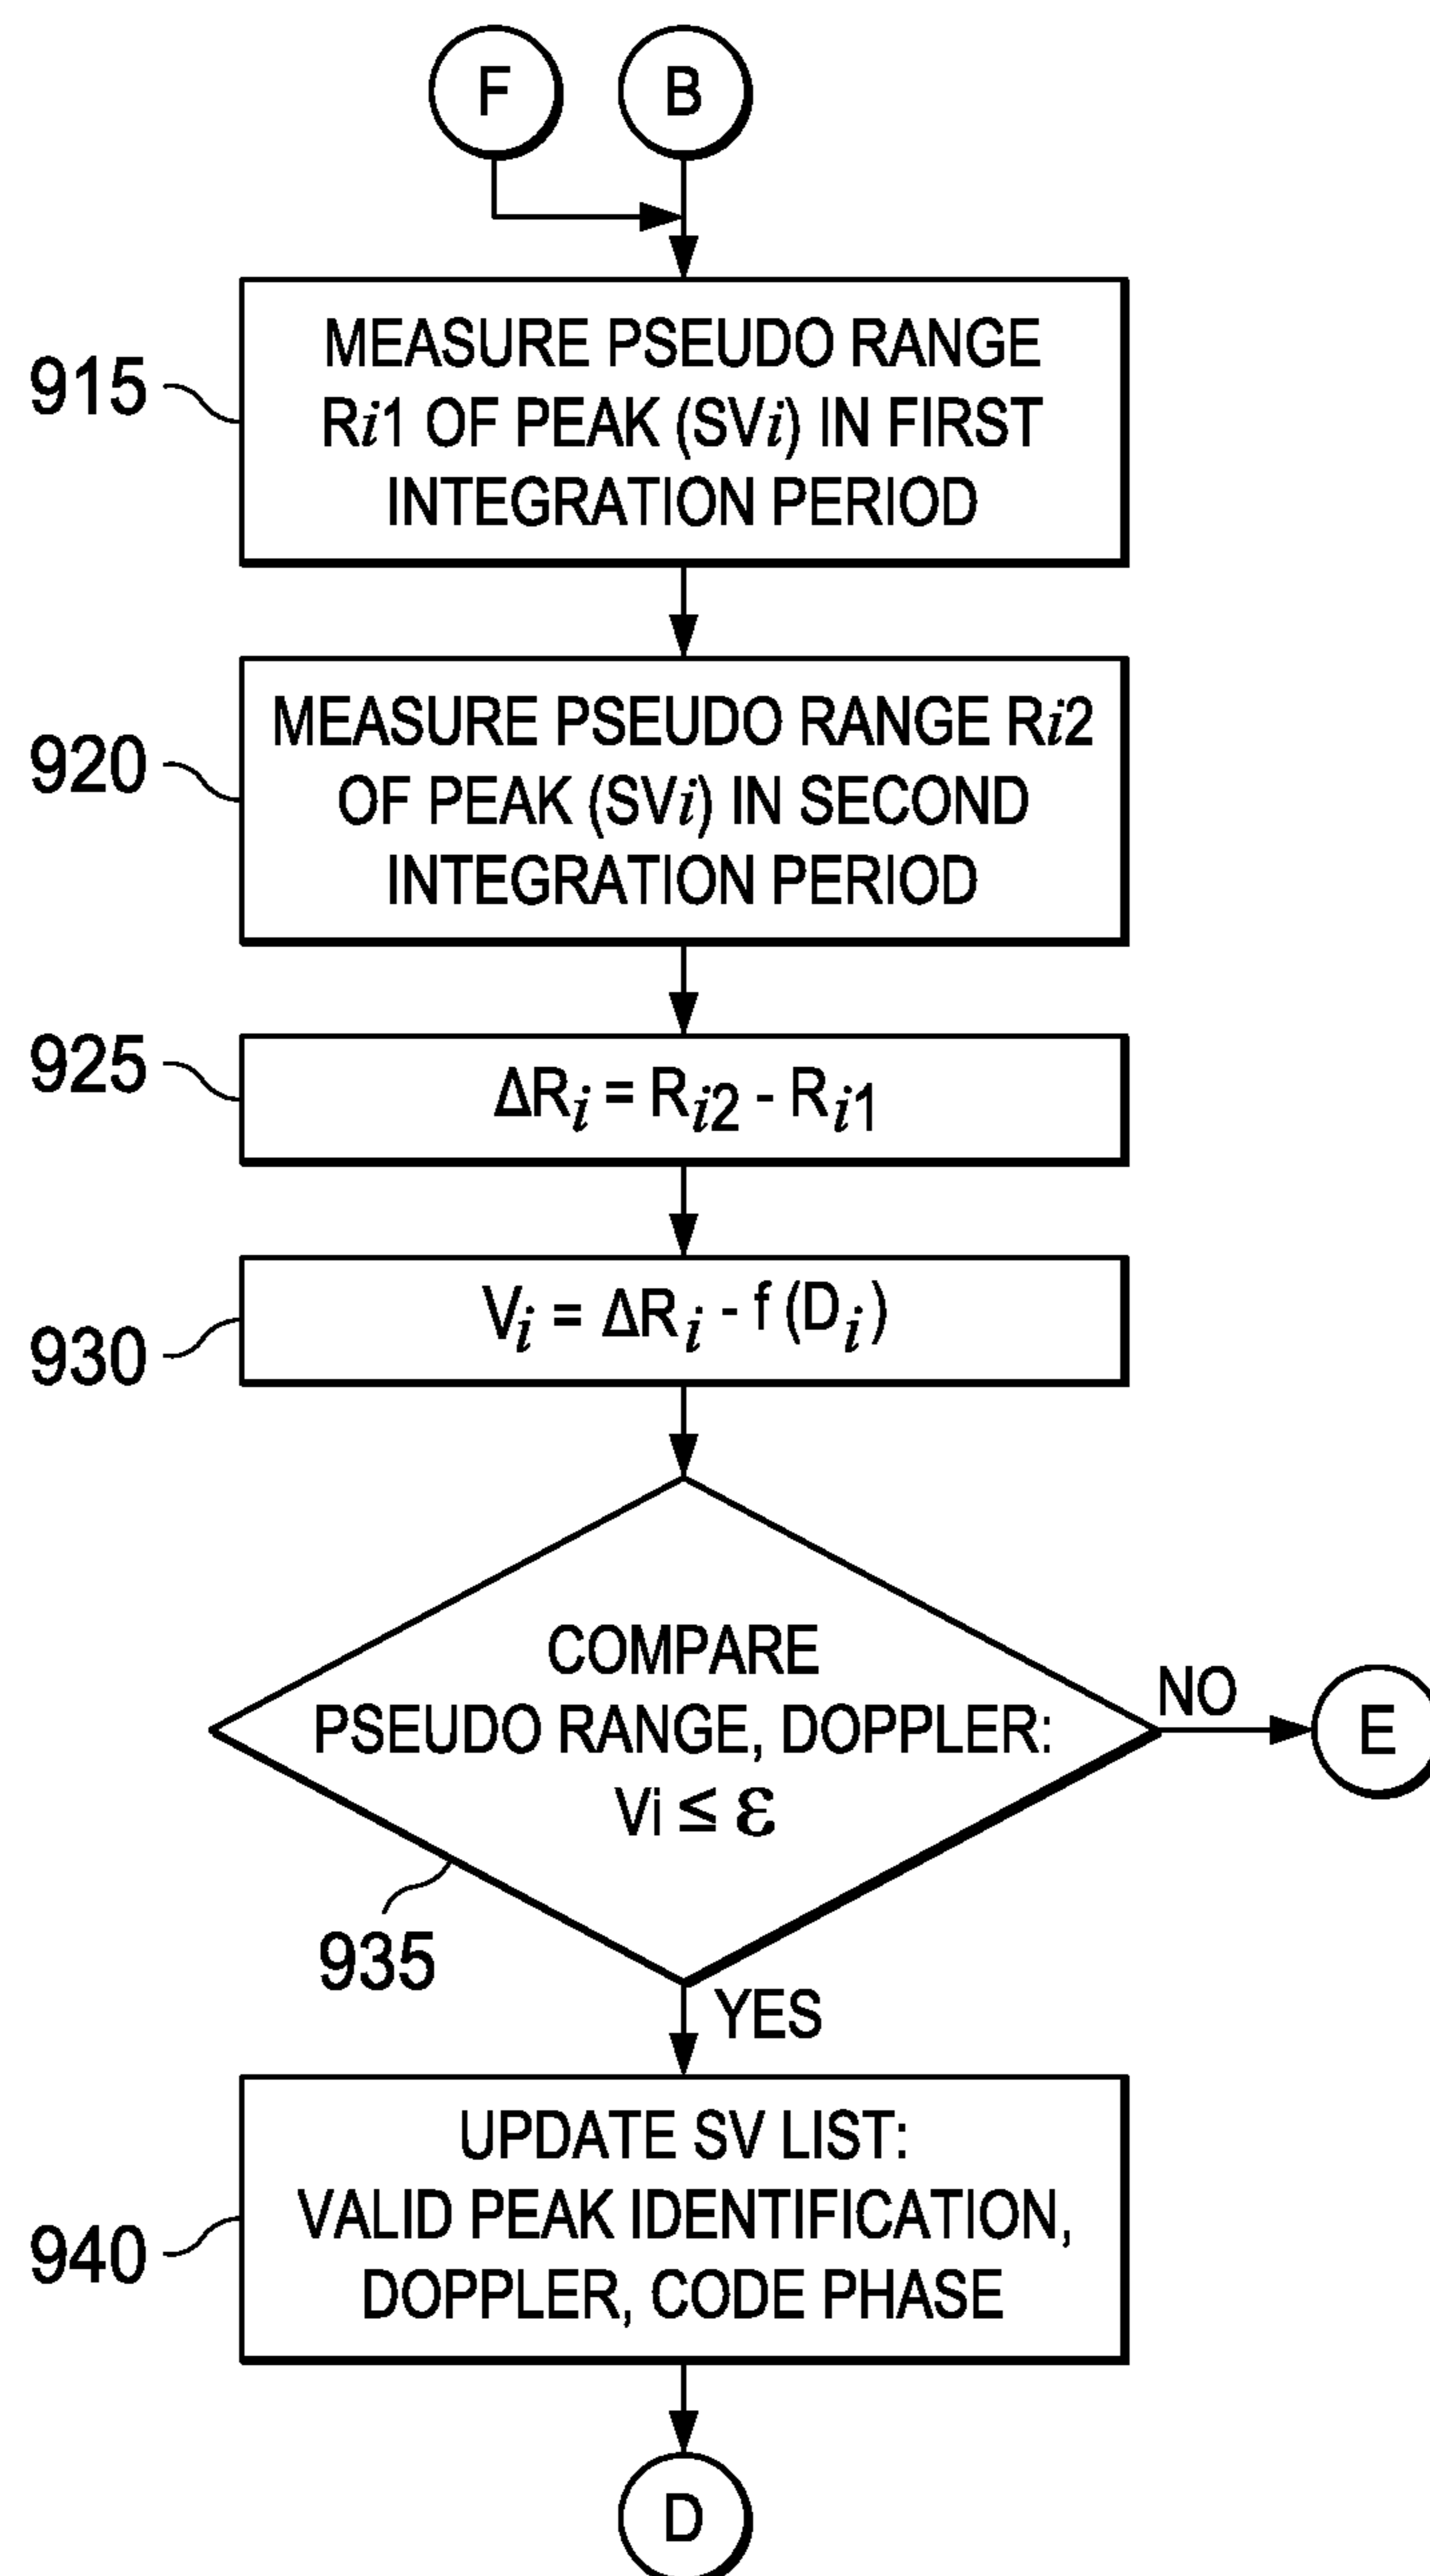 F B
915
MEASURE PSEUDO RANGE
Ri1 OF PEAK (SVi) IN FIRST
INTEGRATION PERIOD
920
MEASURE PSEUDO RANGE Ri2
OF PEAK (SVi) IN SECOND
INTEGRATION PERIOD
925
ΔRi = Ri2 - Ri1
930
Vi = ΔRi - f (Di)
COMPARE
PSEUDO RANGE, DOPPLER:
Vi ≤ ε
NO
E
935
YES
940
UPDATE SV LIST:
VALID PEAK IDENTIFICATION,
DOPPLER, CODE PHASE
D